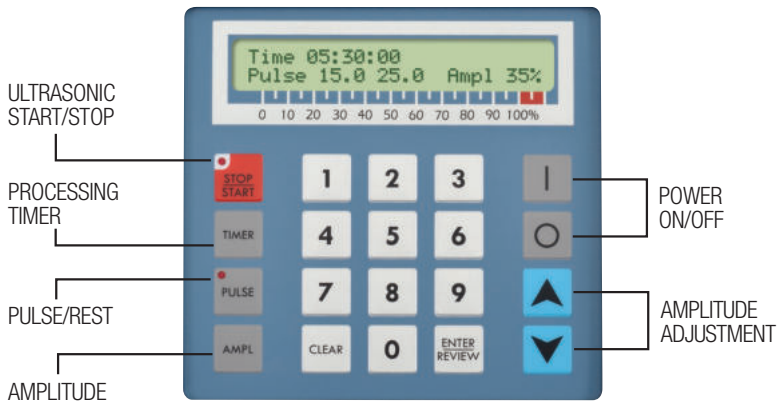 Time 05:30:00
Pulse 15.0 25.0 Ampl 35%
0 10 20 30 40 50 60 70 80 90 100%
ULTRASONIC
START/STOP
STOP
START
1 2 3
PROCESSING
TIMER
TIMER
4 5 6
O
POWER
ON/OFF
PULSE/REST
PULSE
7 8 9
AMPLITUDE
ADJUSTMENT
AMPLITUDE
AMPL
CLEAR
0
ENTER
REVIEW